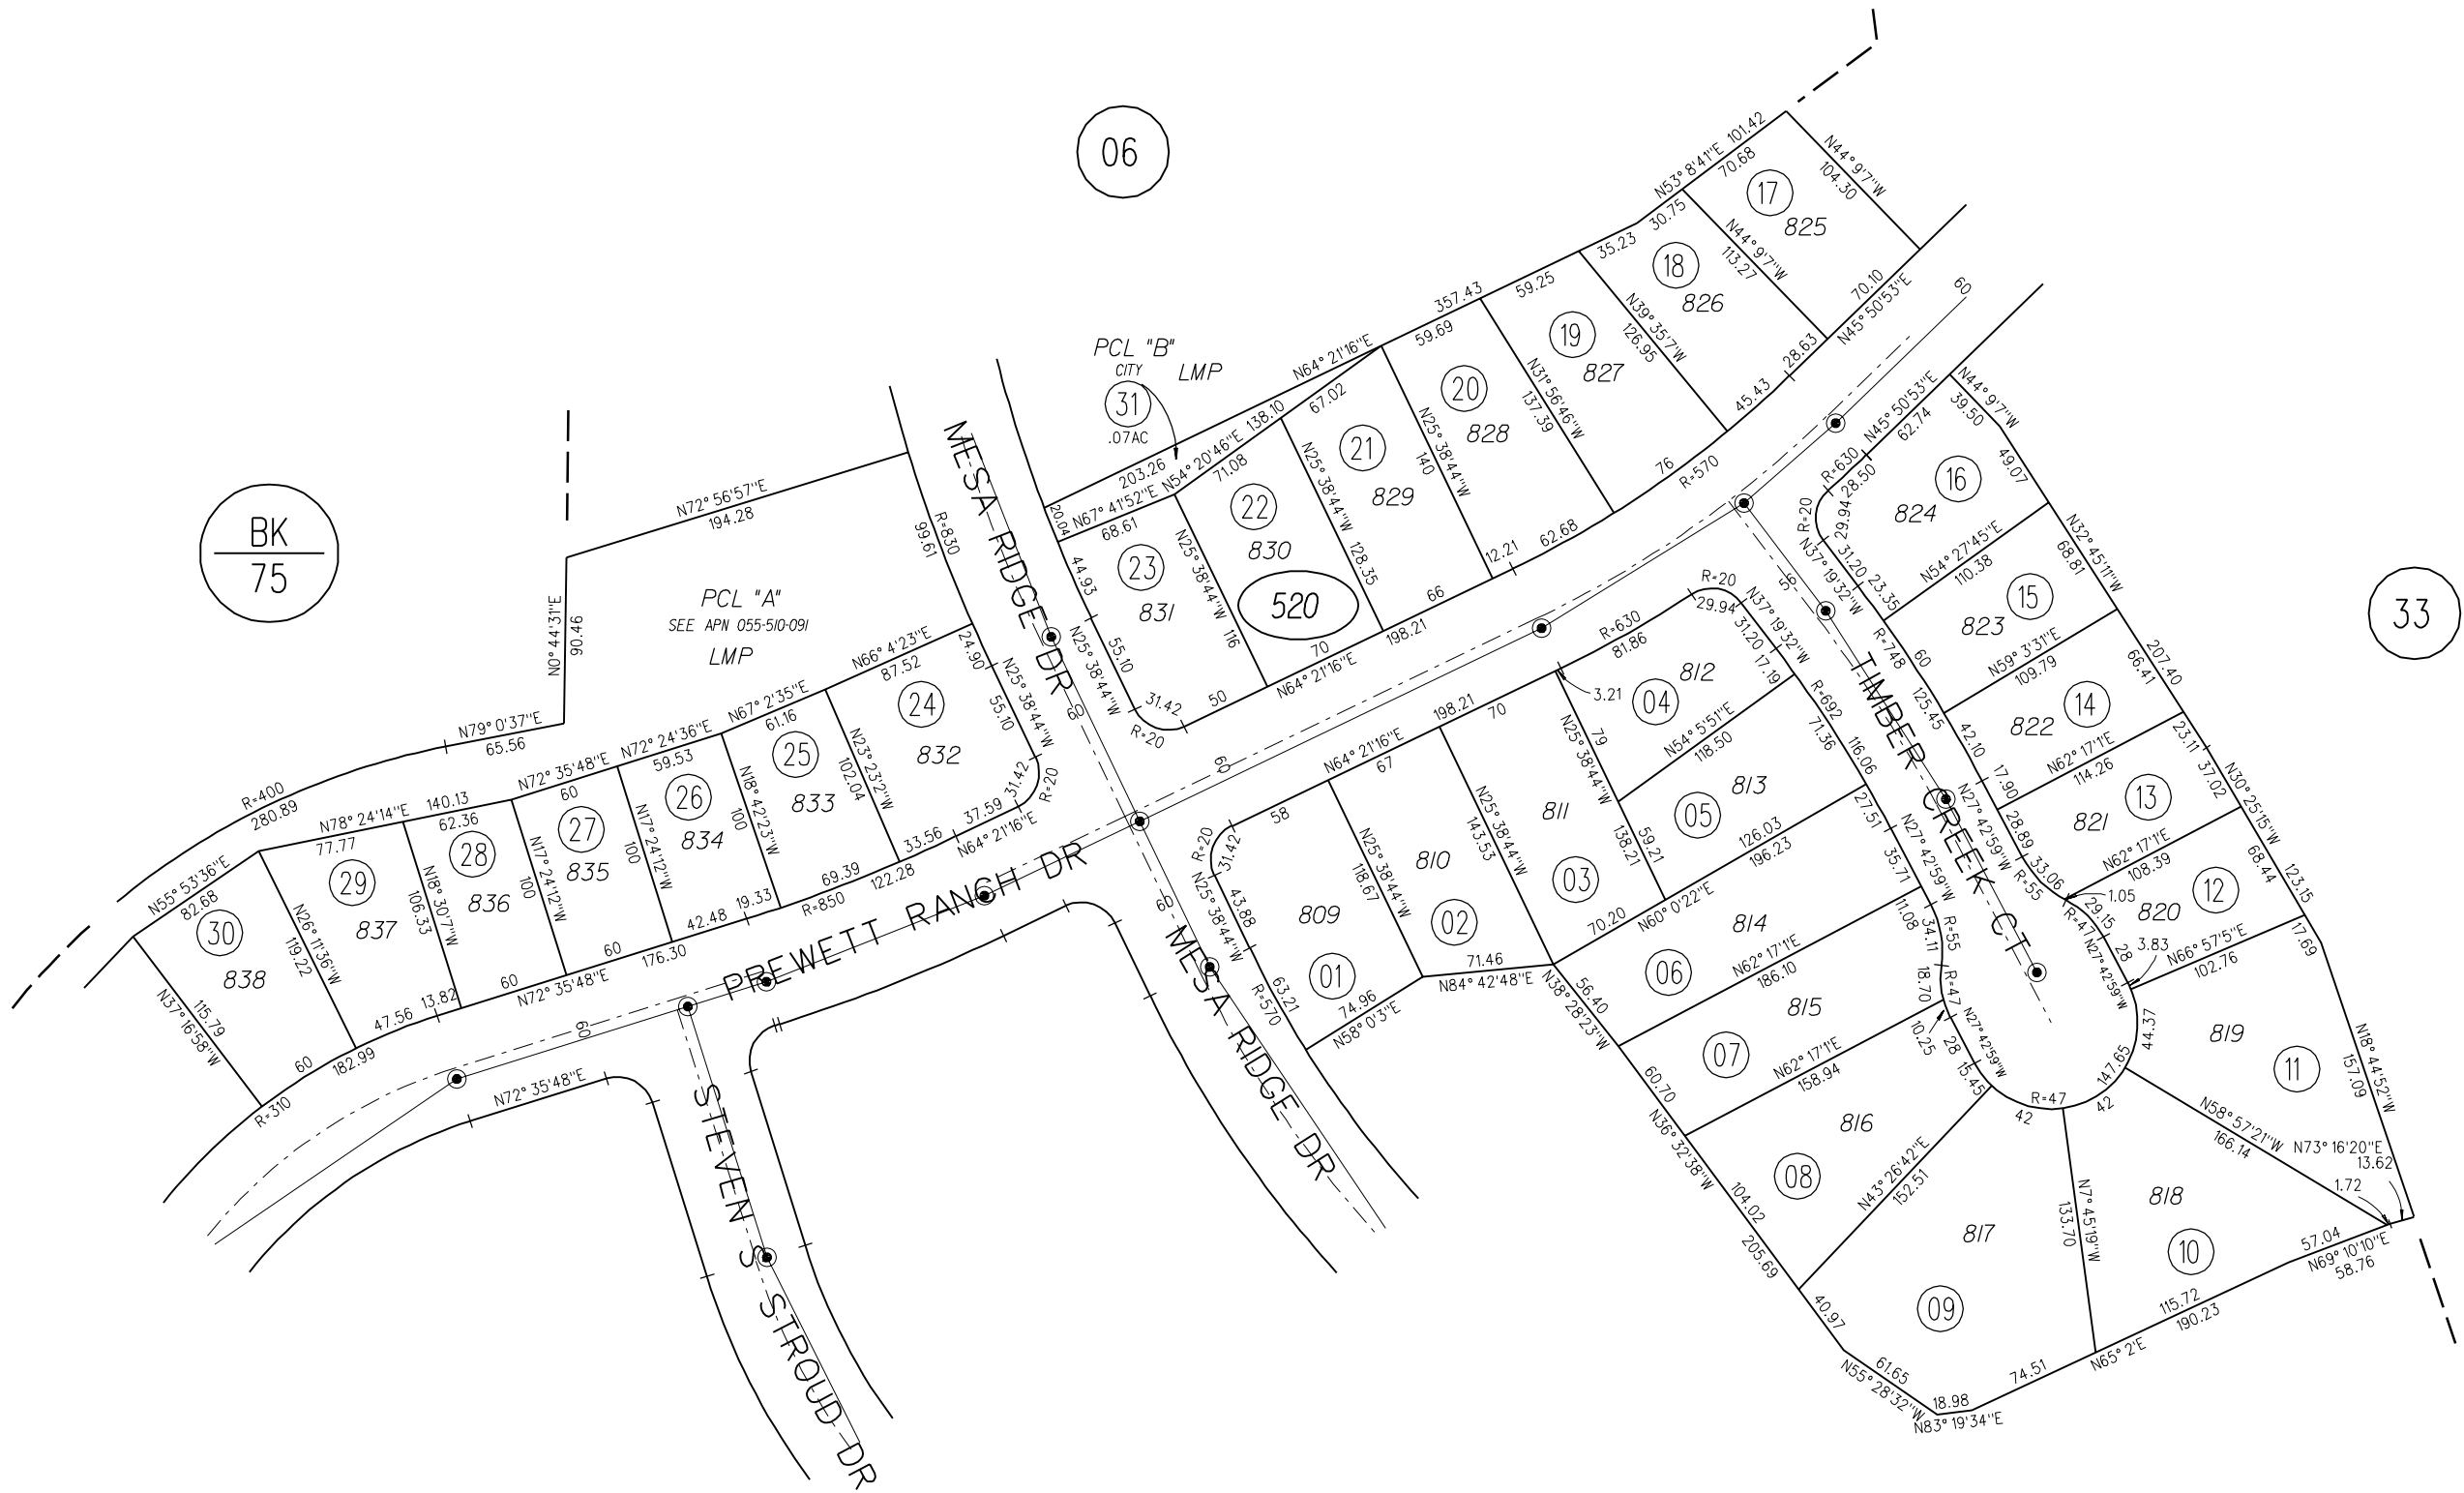 06
BK
75
33
520
PCL "B"
CITY
LMP
31
.07AC
PCL "A"
SEE APN 055-510-091
LMP
MESA RIDGE DR
MESA RIDGE DR
PREWETT RANCH DR
STEVEN S STROUD DR
TIMBER CREEK CT
N53° 8'41"E 101.42
70.68
N44° 9'7"W
104.30
17
825
70.10
N45° 50'53"E
30.75
N44° 9'7"W
113.27
18
826
28.63
35.23
N39° 35'7"W
126.95
45.43
357.43
59.25
19
827
N31° 56'46"W
137.39
76
R=570
59.69
20
828
N25° 38'44"W
140
62.68
12.21
N64° 21'16"E
203.26
67.02
21
829
N54° 20'46"E 138.10
71.08
N25° 38'44"W 128.35
66
198.21
22
830
70
N64° 21'16"E
20.04
N67° 41'52"E
68.61
N25° 38'44"W 116
23
831
44.93
55.10
N25° 38'44"W
31.42
R=20
50
60
60
60
60
60
56
N72° 56'57"E
194.28
R=830
99.61
N0° 44'31"E
90.46
N79° 0'37"E
65.56
R=400
280.89
N66° 4'23"E
87.52
24.90
N25° 38'44"W
55.10
24
832
31.42
R=20
37.59
N64° 21'16"E
33.56
N67° 2'35"E
61.16
N23° 23'2"W
102.04
25
833
69.39
122.28
R=850
N72° 24'36"E
59.53
N18° 42'23"W
100
26
834
19.33
42.48
N72° 35'48"E
60
N17° 24'12"W
100
27
835
60
176.30
140.13
62.36
N17° 24'12"W
100
28
836
60
N72° 35'48"E
N78° 24'14"E
77.77
N18° 30'7"W
106.33
29
837
13.82
47.56
N55° 53'36"E
82.68
N26° 11'36"W
119.22
30
838
N37° 16'58"W
115.79
60
182.99
R=310
N72° 35'48"E
R=20
31.42
58
43.88
N25° 38'44"W
63.21
R=570
809
01
74.96
N58° 0'3"E
N64° 21'16"E
67
N25° 38'44"W
118.67
810
02
71.46
N84° 42'48"E
198.21
70
N25° 38'44"W
143.53
811
03
70.20
N60° 0'22"E
3.21
R=630
81.86
R=20
29.94
N37° 19'32"W
31.20
17.19
812
04
N25° 38'44"W
79
N54° 5'51"E
118.50
R=692
71.36
116.06
813
05
59.21
138.21
126.03
196.23
27.51
N27° 42'59"W
35.71
814
06
N62° 17'1"E
186.10
11.08
34.11
R=55
N38° 28'23"W
56.40
815
07
18.70
R=47
N62° 17'1"E
158.94
10.25
60.70
N36° 32'38"W
28
N27° 42'59"W
15.45
816
08
N43° 26'42"E
152.51
104.02
205.69
R=47
42
42
147.65
44.37
817
09
N7° 45'19"W
133.70
40.97
61.65
N55° 28'32"W
18.98
N83° 19'34"E
74.51
N65° 2'E
115.72
190.23
818
10
57.04
N69° 10'10"E
58.76
N58° 57'21"W
166.14
N73° 16'20"E
13.62
1.72
819
11
N18° 44'52"W
157.09
17.69
N66° 57'5"E
102.76
3.83
28
N27° 42'59"W
820
12
29.15
R=47
1.05
N62° 17'1"E
108.39
68.44
123.15
N30° 25'15"W
821
13
33.06
R=55
28.89
N27° 42'59"W
N62° 17'1"E
114.26
37.02
23.11
822
14
17.90
42.10
125.45
N59° 3'31"E
109.79
66.41
207.40
823
15
60
R=748
23.35
N54° 27'45"E
110.38
68.81
N32° 45'11"W
824
16
31.20
N37° 19'32"W
29.94
R=20
28.50
R=630
N45° 50'53"E
62.74
N44° 9'7"W
39.50
49.07